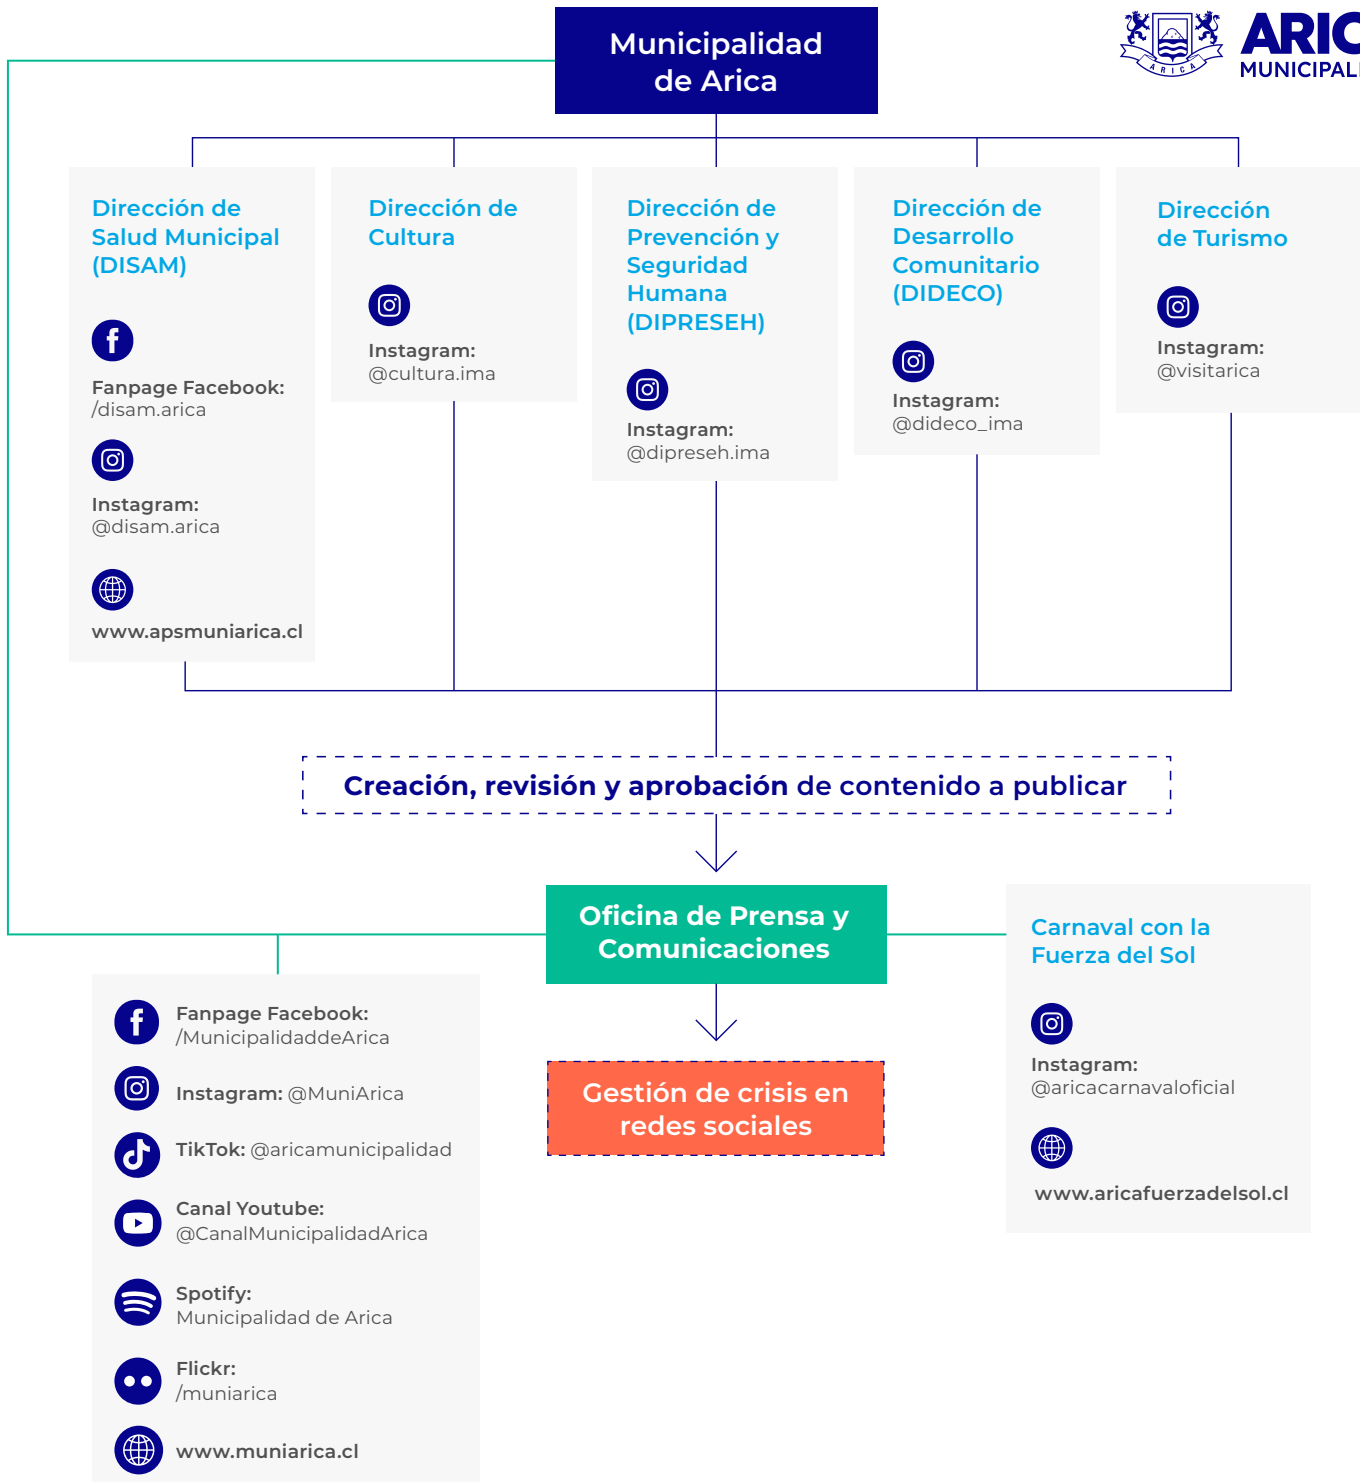 Municipalidad
de Arica
ARICA
MUNICIPAL
Dirección de
Salud Municipal
(DISAM)
Fanpage Facebook:
/disam.arica
Instagram:
@disam.arica
www.apsmuniarica.cl
Dirección de
Cultura
Instagram:
@cultura.ima
Dirección de
Prevención y
Seguridad
Humana
(DIPRESEH)
Instagram:
@dipreseh.ima
Dirección de
Desarrollo
Comunitario
(DIDECO)
Instagram:
@dideco_ima
Dirección
de Turismo
Instagram:
@visitarica
Creación, revisión y aprobación de contenido a publicar
Oficina de Prensa y
Comunicaciones
Gestión de crisis en
redes sociales
Fanpage Facebook:
/MunicipalidaddeArica
Instagram: @MuniArica
TikTok: @aricamunicipalidad
Canal Youtube:
@CanalMunicipalidadArica
Spotify:
Municipalidad de Arica
Flickr:
/muniarica
www.muniarica.cl
Carnaval con la
Fuerza del Sol
Instagram:
@aricacarnavaloficial
www.aricafuerzadelsol.cl